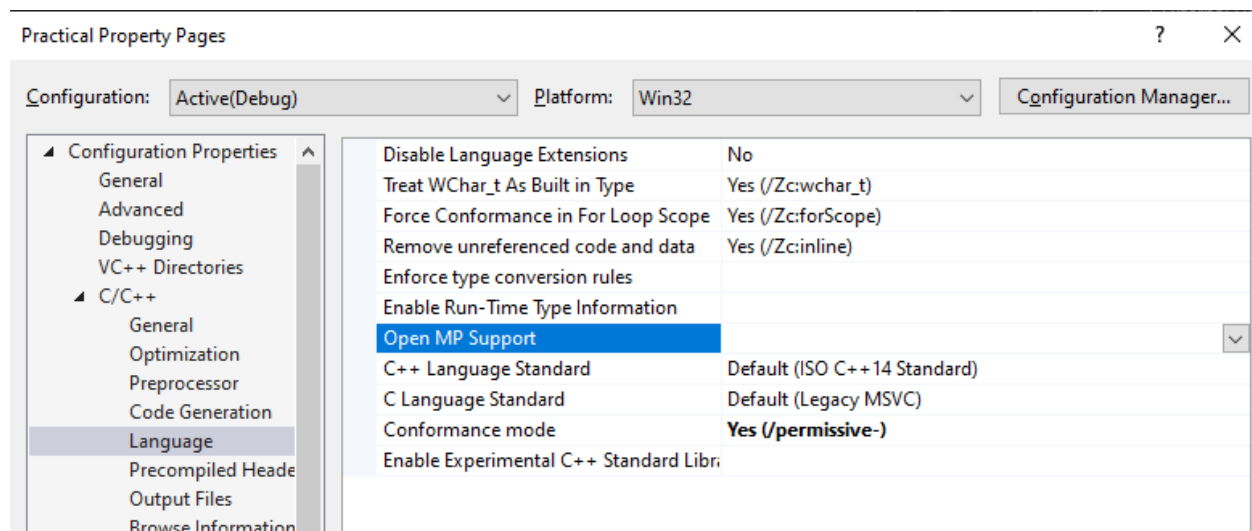 Practical Property Pages ? ×
Configuration: Active(Debug) Platform: Win32 Configuration Manager...
Configuration Properties
General
Advanced
Debugging
VC++ Directories
C/C++
General
Optimization
Preprocessor
Code Generation
Language
Precompiled Heade
Output Files
Browse Information
Disable Language Extensions No
Treat WChar_t As Built in Type Yes (/Zc:wchar_t)
Force Conformance in For Loop Scope Yes (/Zc:forScope)
Remove unreferenced code and data Yes (/Zc:inline)
Enforce type conversion rules
Enable Run-Time Type Information
Open MP Support
C++ Language Standard Default (ISO C++14 Standard)
C Language Standard Default (Legacy MSVC)
Conformance mode Yes (/permissive-)
Enable Experimental C++ Standard Libra